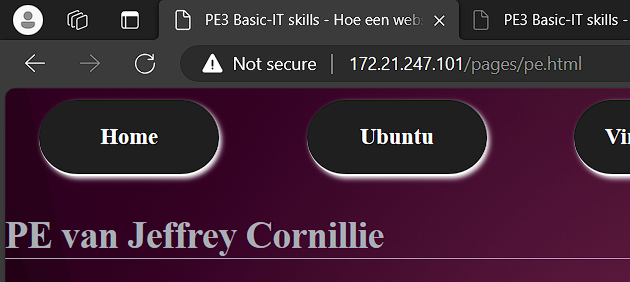 PE3 Basic-IT skills - Hoe een web
PE3 Basic-IT skills -
Not secure 172.21.247.101/pages/pe.html
Home Ubuntu
PE van Jeffrey Cornillie